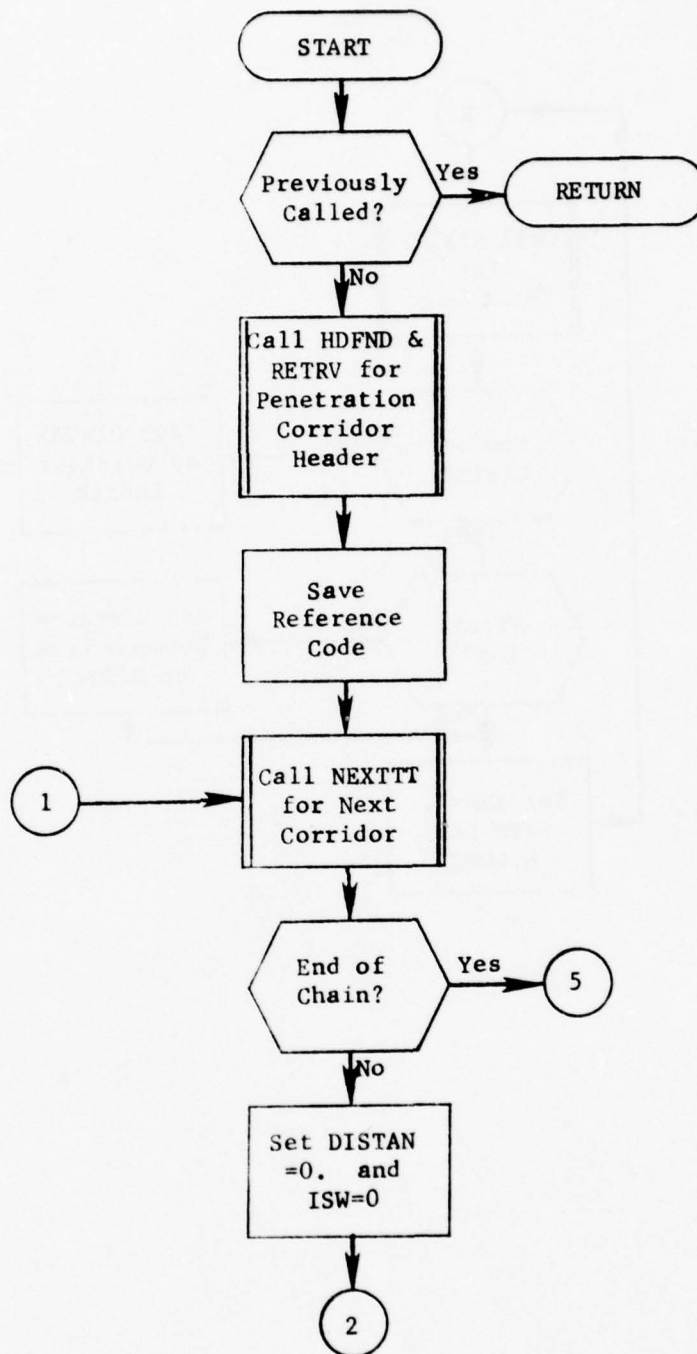 START
Previously
Called?
Yes
RETURN
No
Call HDFND &
RETRV for
Penetration
Corridor
Header
Save
Reference
Code
1
Call NEXTTT
for Next
Corridor
End of
Chain?
Yes
5
No
Set DISTAN
=0. and
ISW=0
2